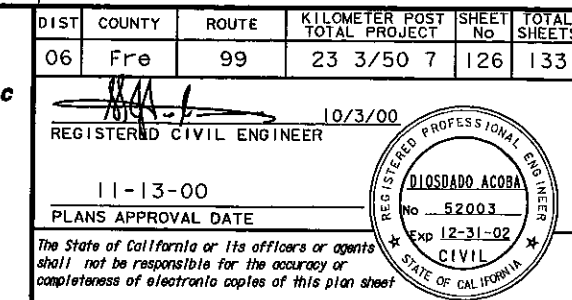 DIST COUNTY ROUTE KILOMETER POST TOTAL PROJECT SHEET No TOTAL SHEETS
06 Fre 99 23 3/50 7 126 133
c
10/3/00
REGISTERED CIVIL ENGINEER
11-13-00
PLANS APPROVAL DATE
The State of California or its officers or agents
shall not be responsible for the accuracy or
completeness of electronic copies of this plan sheet
REGISTERED PROFESSIONAL ENGINEER
DIOSDADO ACOBA
No 52003
Exp 12-31-02
CIVIL
STATE OF CALIFORNIA